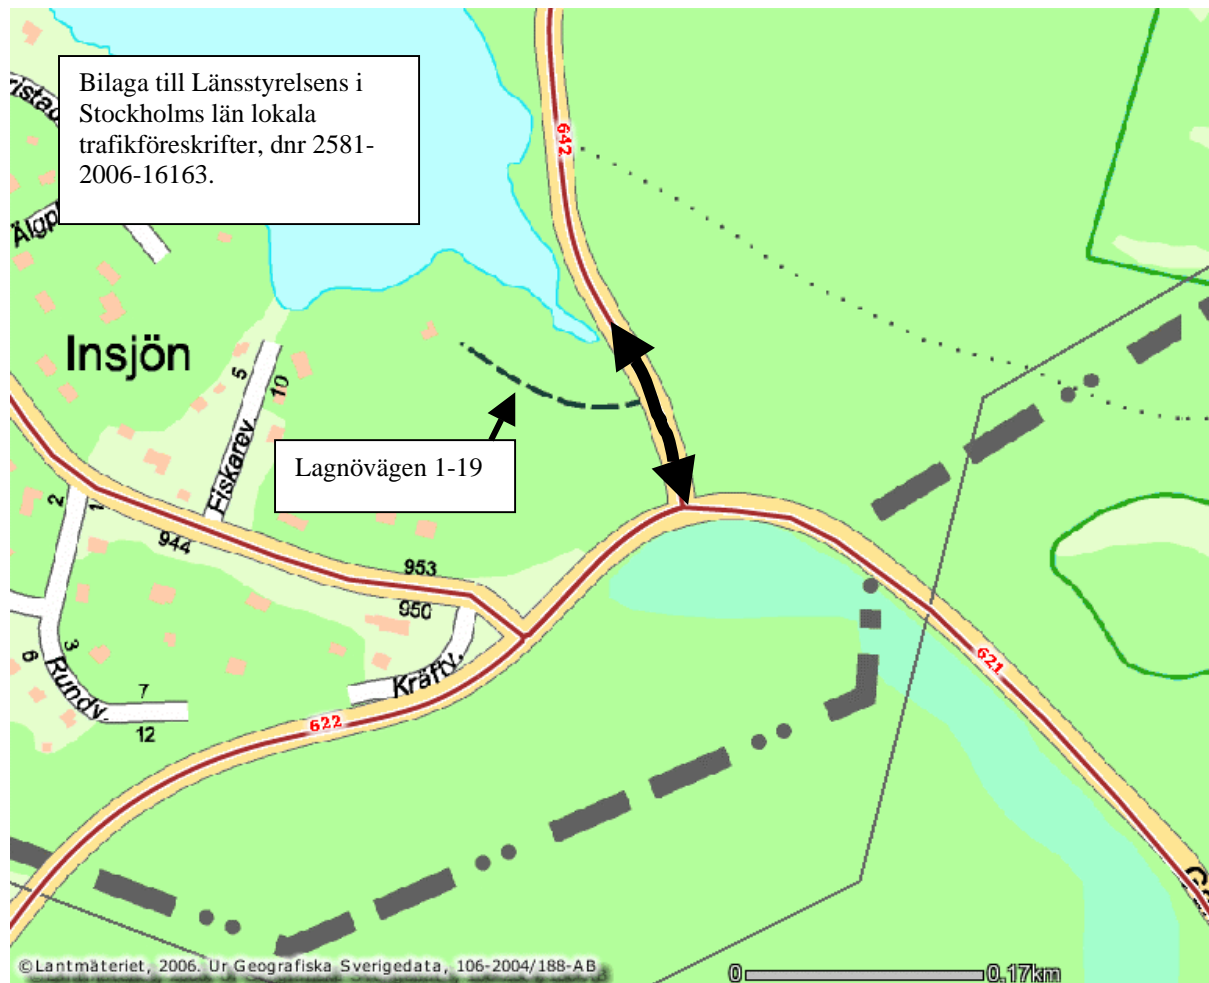 Bilaga till Länsstyrelsens i
Stockholms län lokala
trafikföreskrifter, dnr 2581-
2006-16163.
642
Insjön
5
10
Fiskarev.
Lagnövägen 1-19
2
1
944
953
950
3
6
Rundv.
7
12
Kräftv.
622
621
©Lantmäteriet, 2006. Ur Geografiska Sverigedata, 106-2004/188-AB
0
0.17km